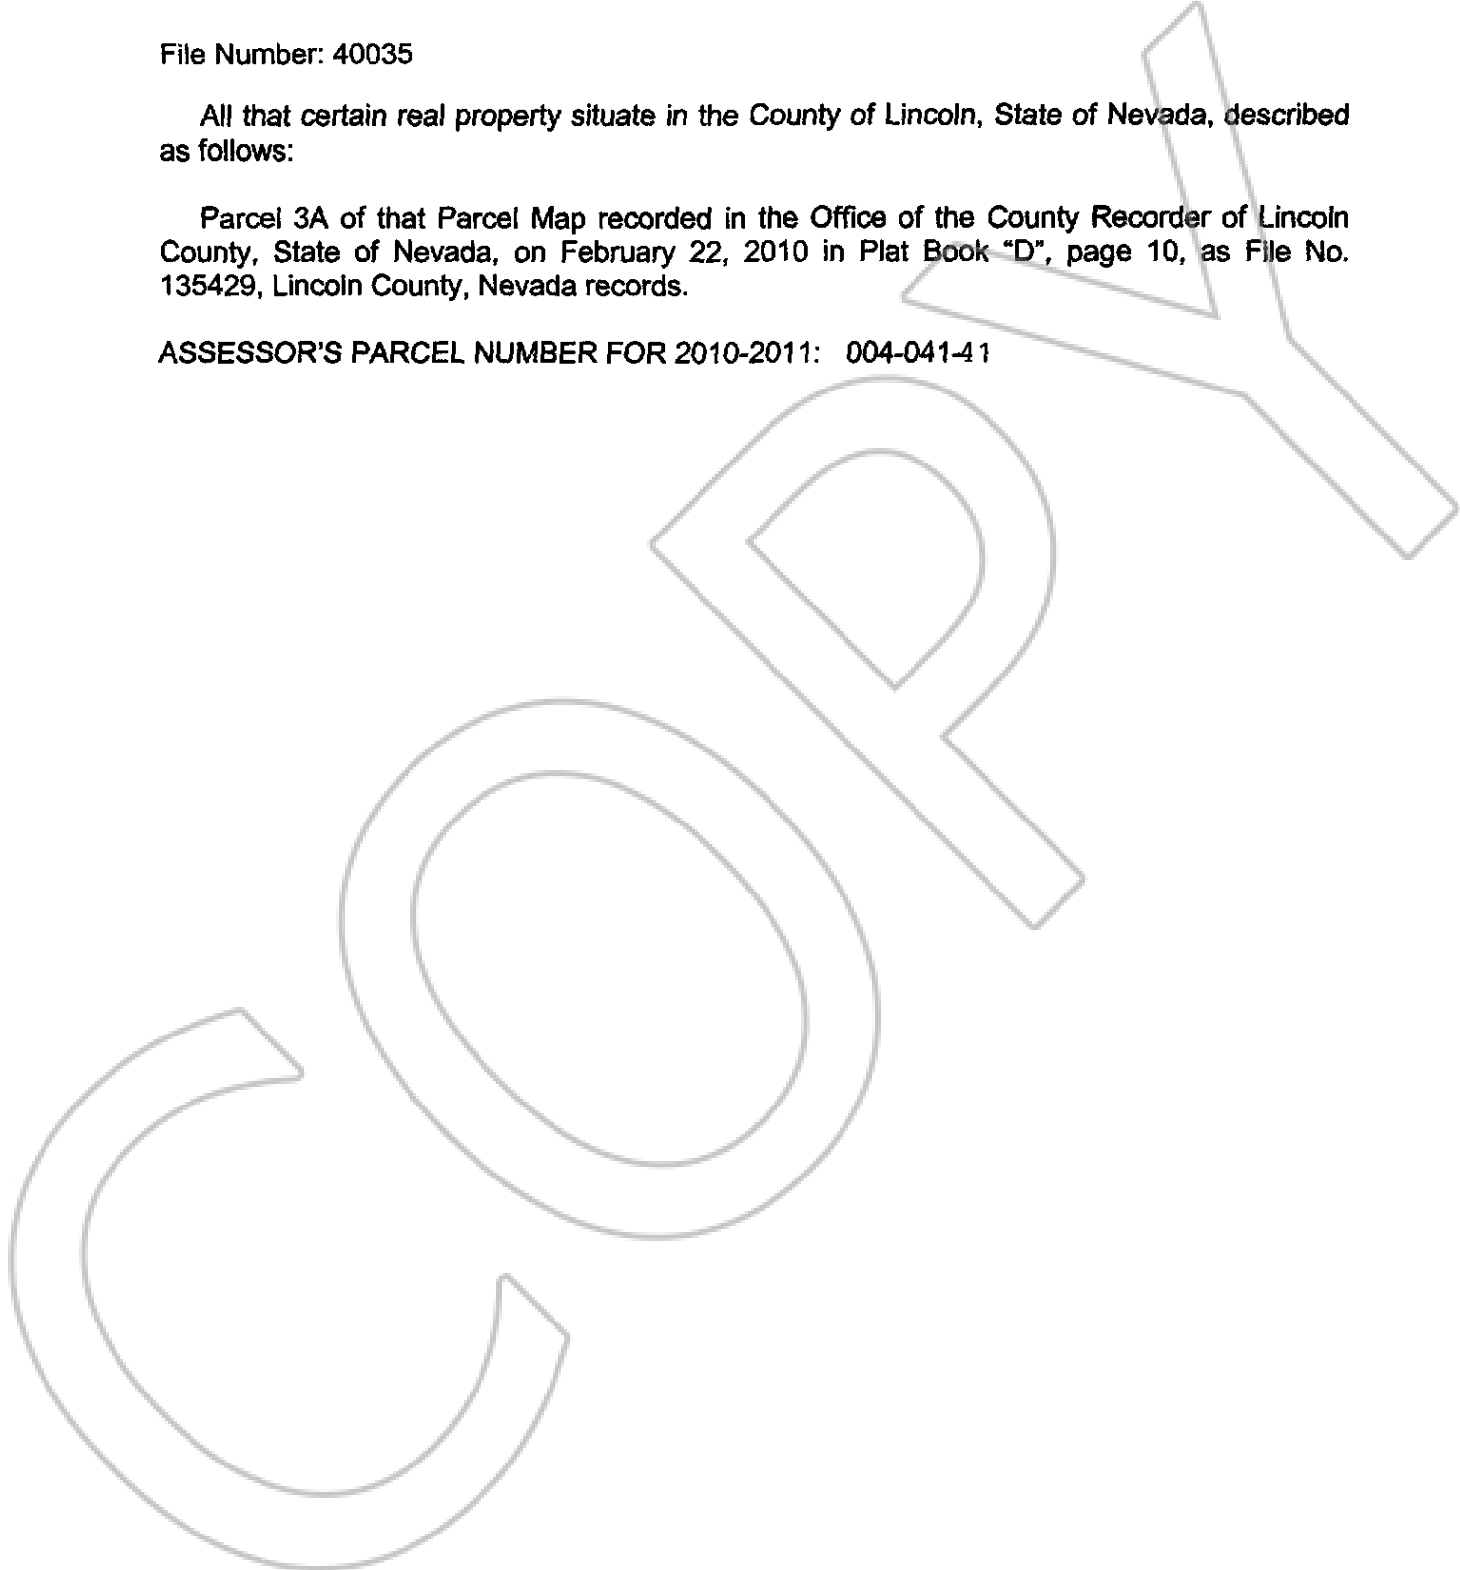 File Number: 40035
All that certain real property situate in the County of Lincoln, State of Nevada, described
as follows:
Parcel 3A of that Parcel Map recorded in the Office of the County Recorder of Lincoln
County, State of Nevada, on February 22, 2010 in Plat Book “D”, page 10, as File No.
135429, Lincoln County, Nevada records.
ASSESSOR'S PARCEL NUMBER FOR 2010-2011: 004-041-41
COPY